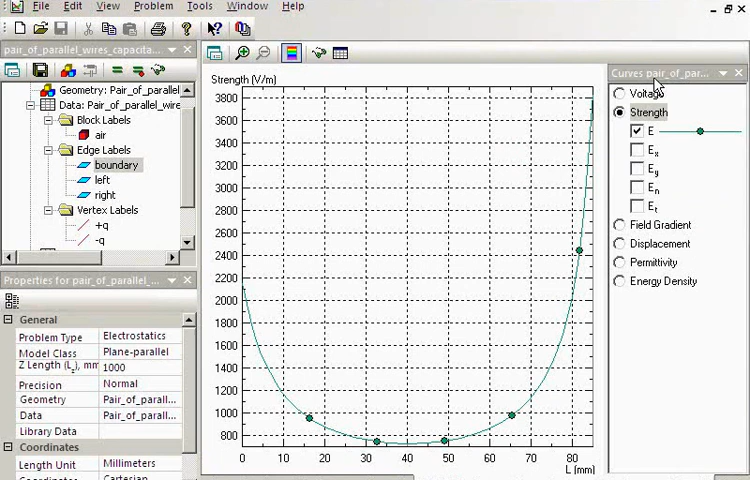 File Edit View Problem Tools Window Help
pair_of_parallel_wires_capacita...
Geometry: Pair_of_parallel
Data: Pair_of_parallel_wire
Block Labels
air
Edge Labels
boundary
left
right
Vertex Labels
+q
-q
Properties for pair_of_parallel_...
General
Problem Type Electrostatics
Model Class Plane-parallel
Z Length (Lz), mm 1000
Precision Normal
Geometry Pair_of_parall...
Data Pair_of_parall...
Library Data
Coordinates
Length Unit Millimeters
Cartesian
Strength (V/m)
3800
3600
3400
3200
3000
2800
2600
2400
2200
2000
1800
1600
1400
1200
1000
800
0 10 20 30 40 50 60 70 80
L (mm)
Curves pair_of_par...
Voltage
Strength
E
Ex
Ey
En
Et
Field Gradient
Displacement
Permittivity
Energy Density